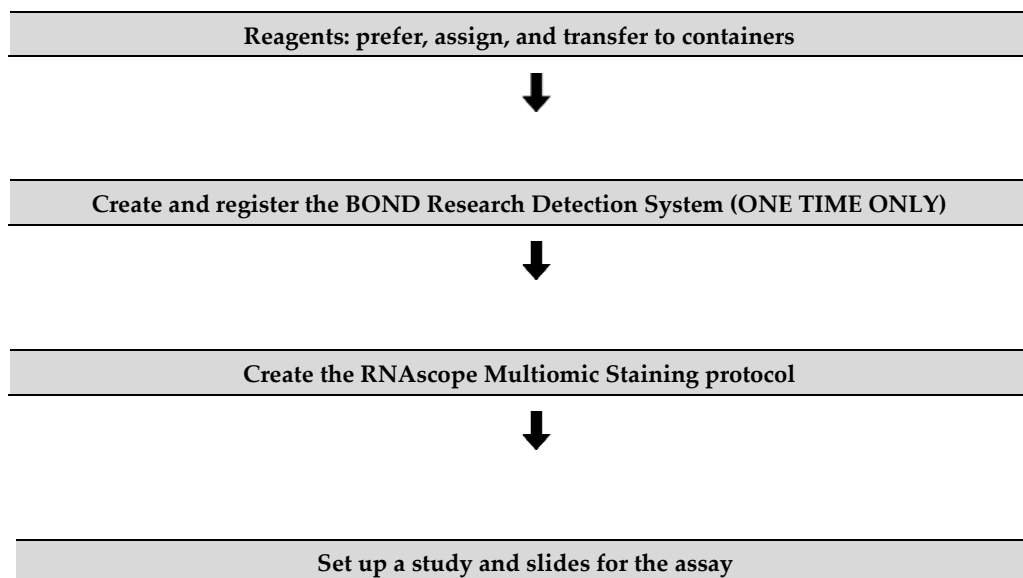 Reagents: prefer, assign, and transfer to containers
Create and register the BOND Research Detection System (ONE TIME ONLY)
Create the RNAscope Multiomic Staining protocol
Set up a study and slides for the assay